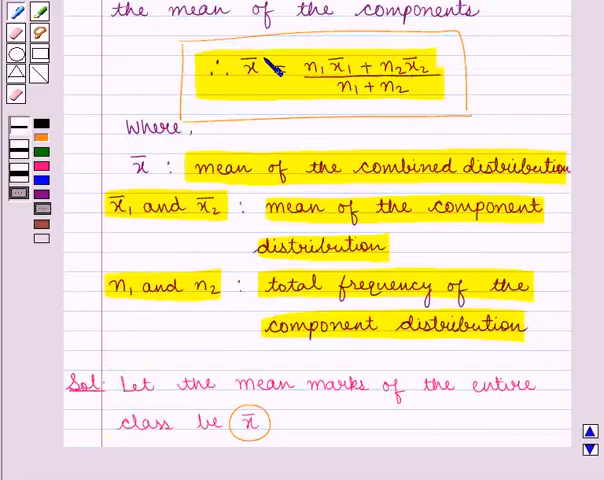 the mean of the components
∴ x̄ = n₁x̄₁ + n₂x̄₂ / n₁ + n₂
Where,
x̄ : mean of the combined distribution
x̄₁ and x̄₂ : mean of the component
distribution
n₁ and n₂ : total frequency of the
component distribution
Sol: Let the mean marks of the entire
class be x̄